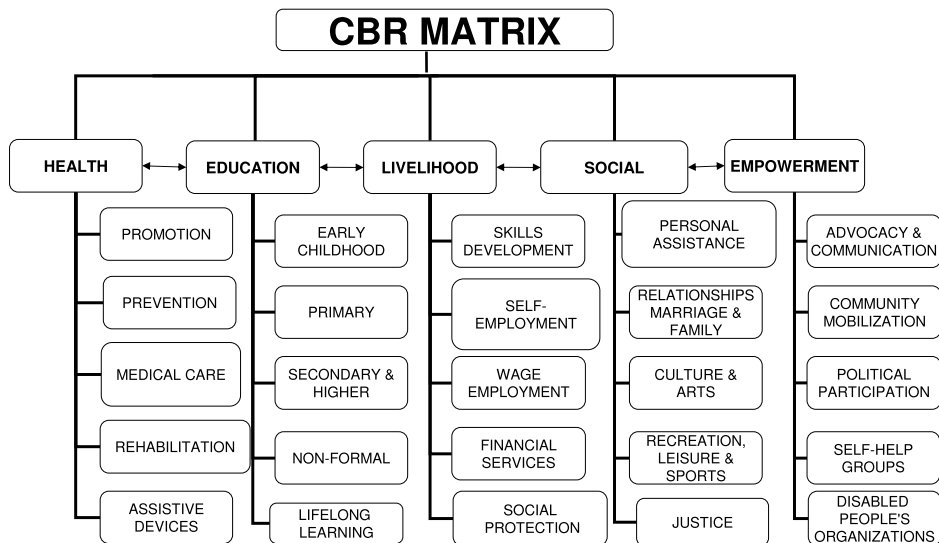 CBR MATRIX
HEALTH
EDUCATION
LIVELIHOOD
SOCIAL
EMPOWERMENT
PROMOTION
PREVENTION
MEDICAL CARE
REHABILITATION
ASSISTIVE
DEVICES
EARLY
CHILDHOOD
PRIMARY
SECONDARY &
HIGHER
NON-FORMAL
LIFELONG
LEARNING
SKILLS
DEVELOPMENT
SELF-
EMPLOYMENT
WAGE
EMPLOYMENT
FINANCIAL
SERVICES
SOCIAL
PROTECTION
PERSONAL
ASSISTANCE
RELATIONSHIPS
MARRIAGE &
FAMILY
CULTURE &
ARTS
RECREATION,
LEISURE &
SPORTS
JUSTICE
ADVOCACY &
COMMUNICATION
COMMUNITY
MOBILIZATION
POLITICAL
PARTICIPATION
SELF-HELP
GROUPS
DISABLED
PEOPLE'S
ORGANIZATIONS